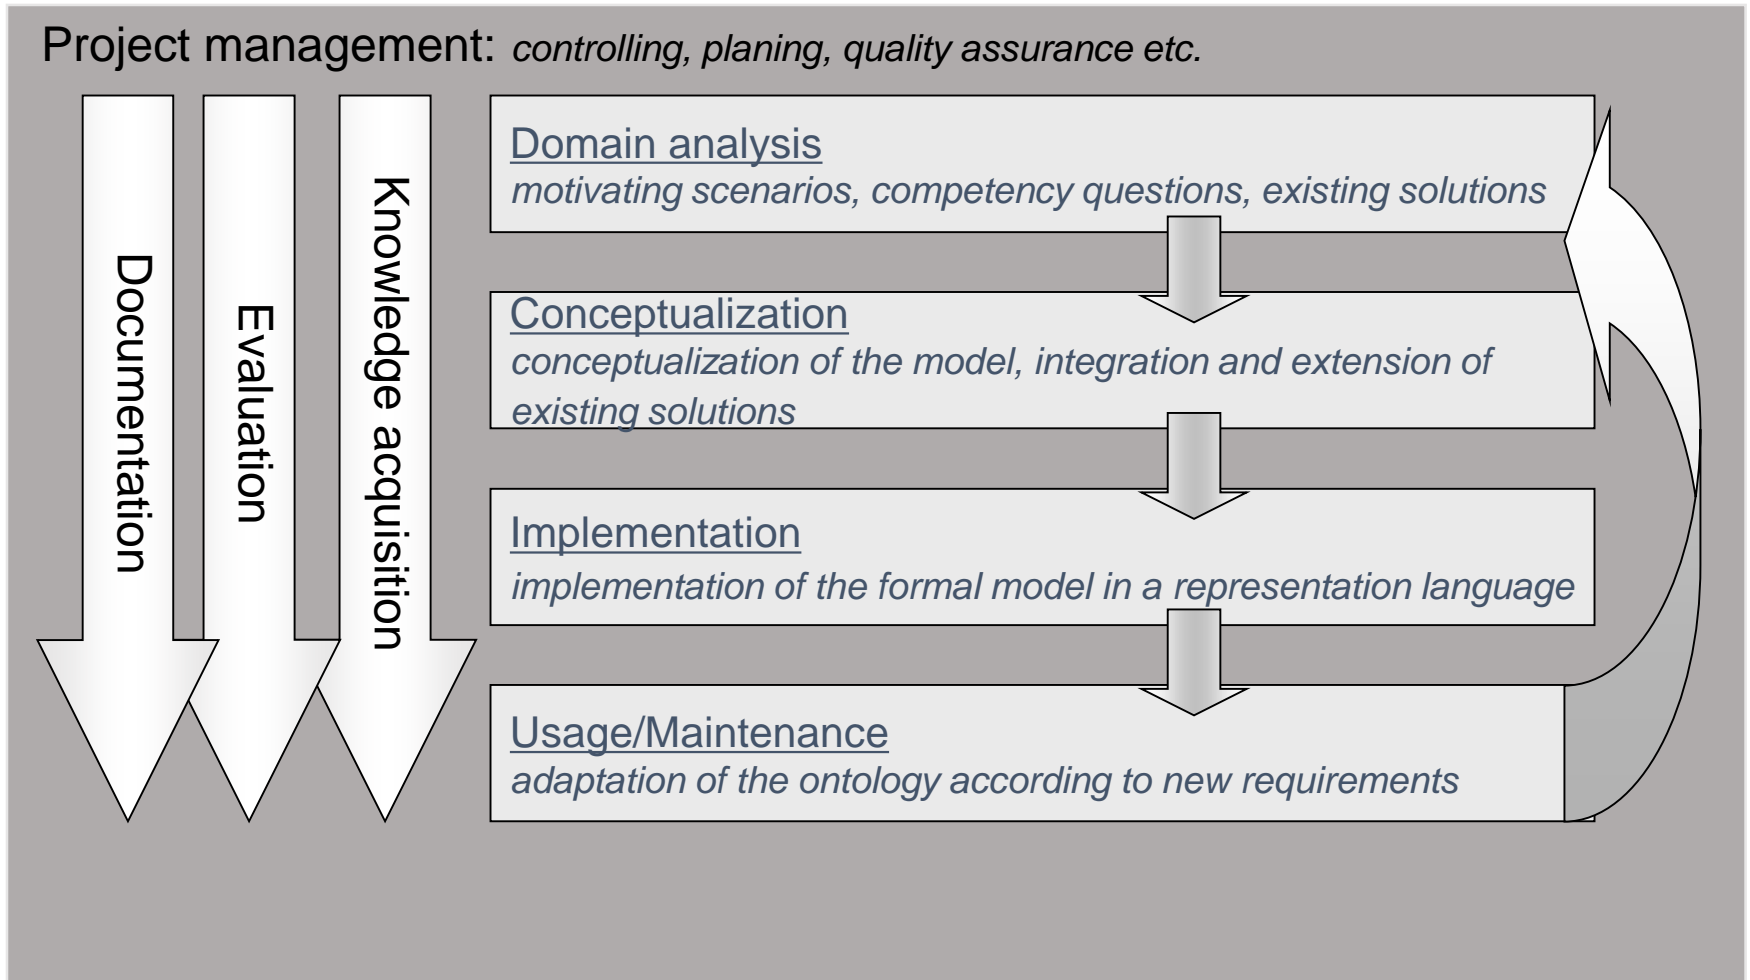 Project management: controlling, planing, quality assurance etc.
Documentation
Evaluation
Knowledge acquisition
Domain analysis
motivating scenarios, competency questions, existing solutions
Conceptualization
conceptualization of the model, integration and extension of
existing solutions
Implementation
implementation of the formal model in a representation language
Usage/Maintenance
adaptation of the ontology according to new requirements